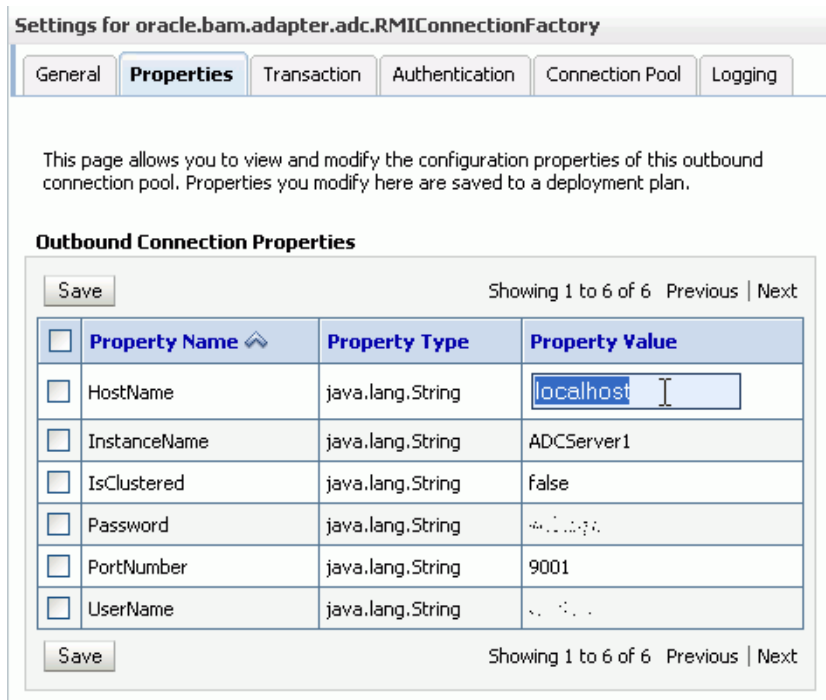 Settings for oracle.bam.adapter.adc.RMIConnectionFactory
General Properties Transaction Authentication Connection Pool Logging
This page allows you to view and modify the configuration properties of this outbound
connection pool. Properties you modify here are saved to a deployment plan.
Outbound Connection Properties
Save Showing 1 to 6 of 6 Previous | Next
Property Name Property Type Property Value
HostName java.lang.String localhost
InstanceName java.lang.String ADCServer1
IsClustered java.lang.String false
Password java.lang.String
PortNumber java.lang.String 9001
UserName java.lang.String
Save Showing 1 to 6 of 6 Previous | Next